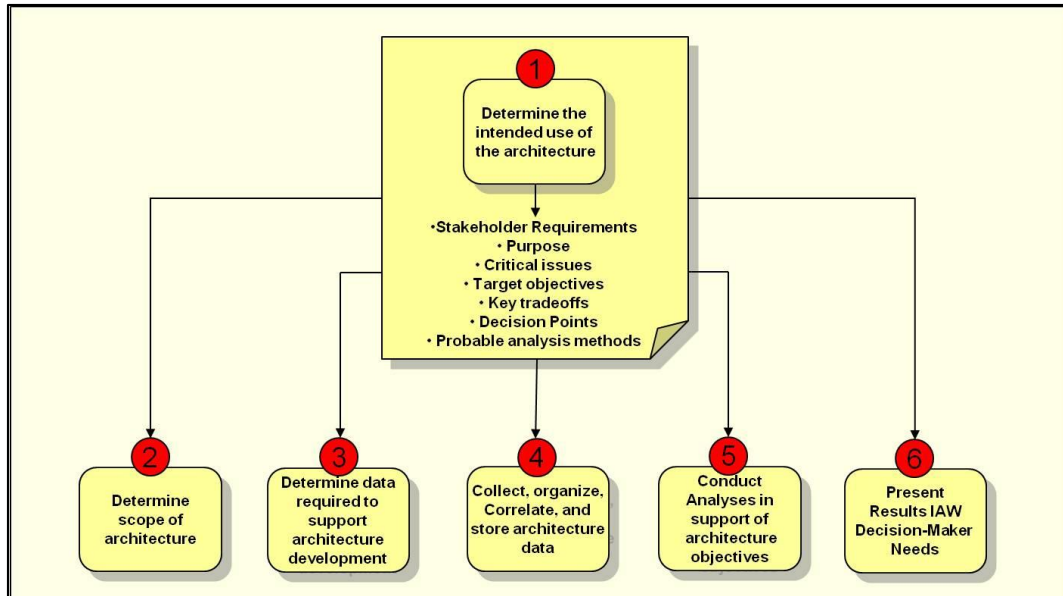 1
Determine the
intended use of
the architecture
•Stakeholder Requirements
• Purpose
• Critical issues
• Target objectives
• Key tradeoffs
• Decision Points
• Probable analysis methods
2
Determine
scope of
architecture
3
Determine data
required to
support
architecture
development
4
Collect, organize,
Correlate, and
store architecture
data
5
Conduct
Analyses in
support of
architecture
objectives
6
Present
Results IAW
Decision-Maker
Needs